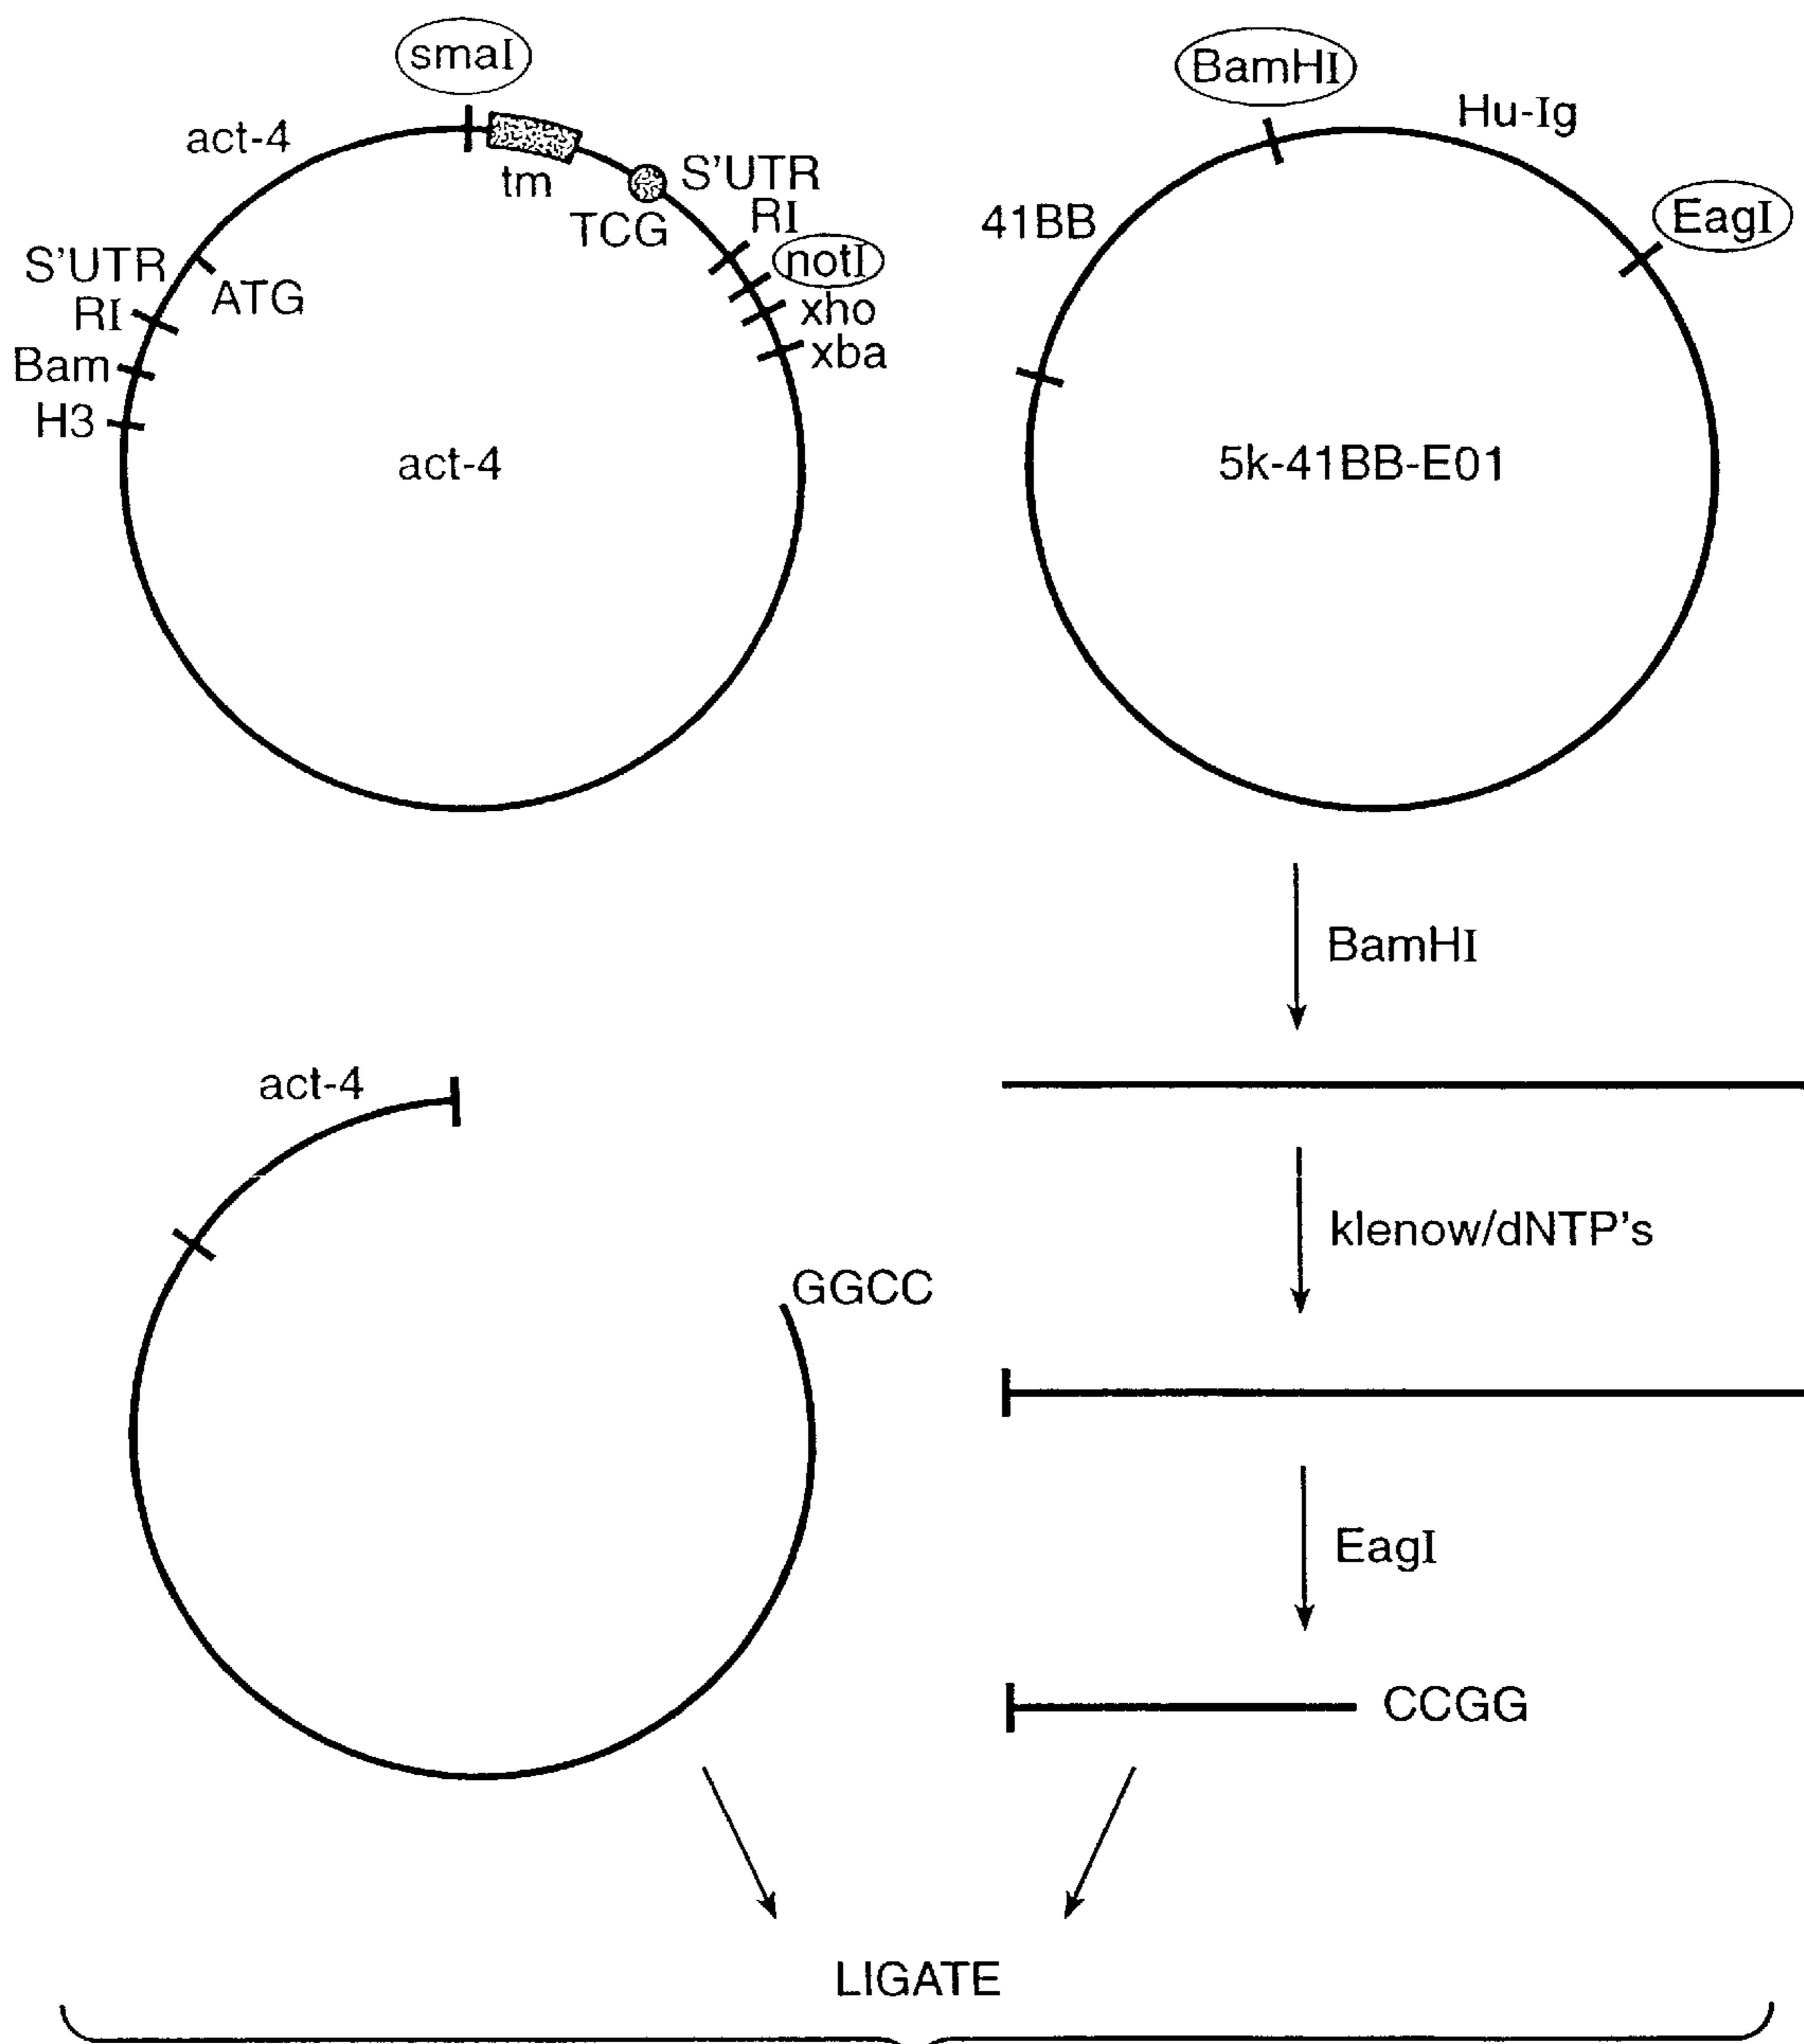 smaI
act-4
tm
TCG
S'UTR
RI
notI
xho
xba
S'UTR
RI
ATG
Bam
H3
act-4
BamHI
Hu-Ig
EagI
41BB
5k-41BB-E01
BamHI
klenow/dNTP's
EagI
CCGG
act-4
GGCC
LIGATE